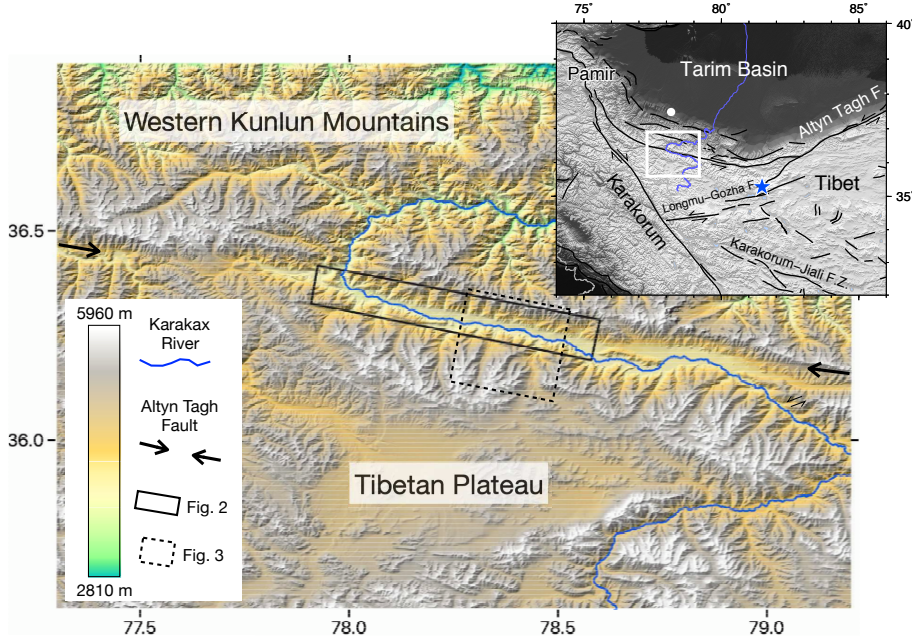 75°
80°
85°
40°
Pamir
Tarim Basin
Altyn Tagh F
Longmu-Gozha F
Tibet
35°
Karakorum
Karakorum-Jiali F Z
Western Kunlun Mountains
36.5
5960 m
Karakax
River
Altyn Tagh
Fault
Fig. 2
Fig. 3
2810 m
36.0
Tibetan Plateau
77.5
78.0
78.5
79.0